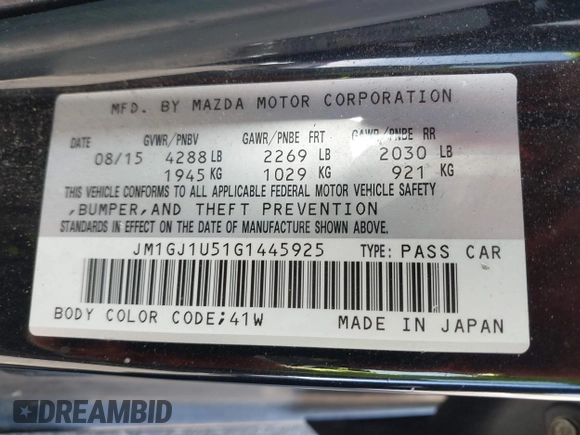 MFD. BY MAZDA MOTOR CORPORATION
DATE GVWR/PNBV GAWR/PNBE FRT GAWR/PNBE RR
08/15 4288 LB 2269 LB 2030 LB
1945 KG 1029 KG 921 KG
THIS VEHICLE CONFORMS TO ALL APPLICABLE FEDERAL MOTOR VEHICLE SAFETY
,BUMPER,AND THEFT PREVENTION
STANDARDS IN EFFECT ON THE DATE OF MANUFACTURE SHOWN ABOVE.
JM1GJ1U51G1445925 TYPE: PASS CAR
BODY COLOR CODE;41W MADE IN JAPAN
DREAMBID